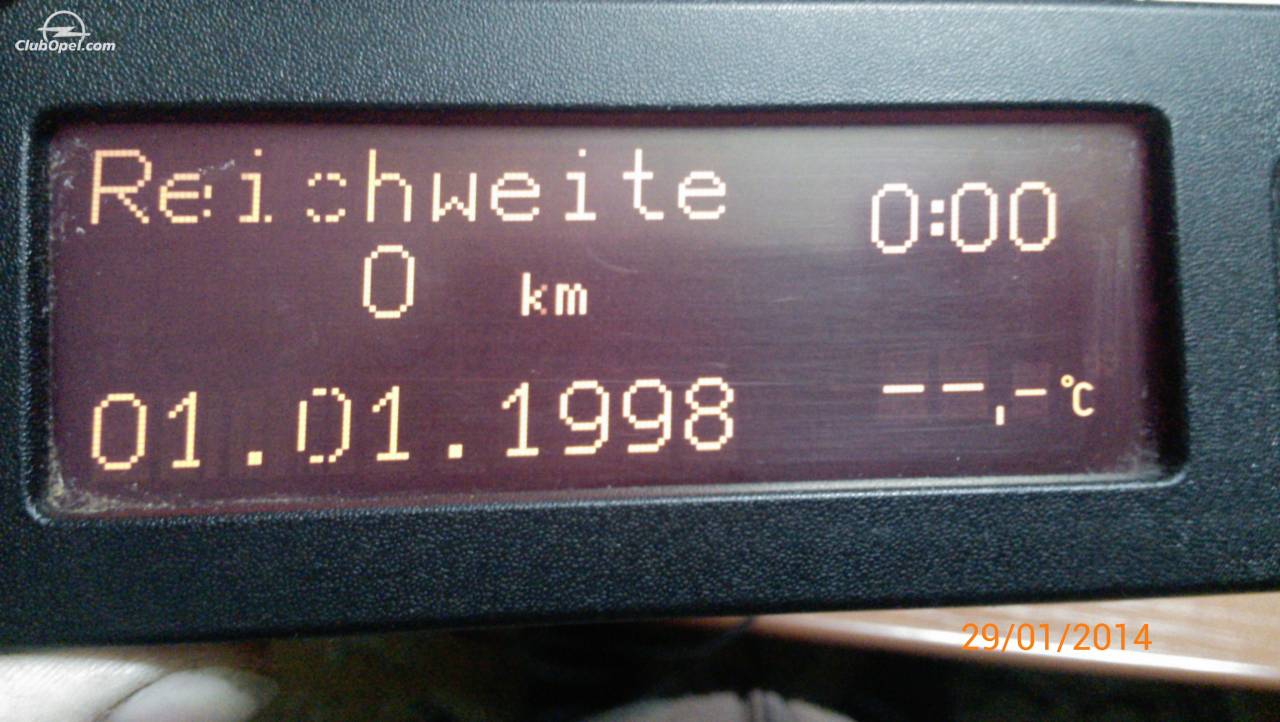 ClubOpel.com
Reichweite 0:00
0 km
01.01.1998 --,-°C
29/01/2014